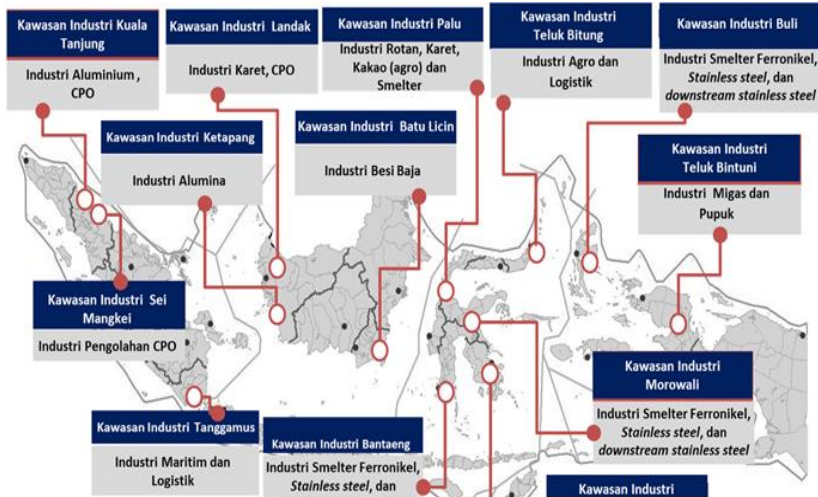 Kawasan Industri Kuala
Tanjung
Industri Aluminium ,
CPO
Kawasan Industri Landak
Industri Karet, CPO
Kawasan Industri Palu
Industri Rotan, Karet,
Kakao (agro) dan
Smelter
Kawasan Industri
Teluk Bitung
Industri Agro dan
Logistik
Kawasan Industri Buli
Industri Smelter Ferronikel,
Stainless steel, dan
downstream stainless steel
Kawasan Industri Ketapang
Industri Alumina
Kawasan Industri Batu Licin
Industri Besi Baja
Kawasan Industri
Teluk Bintuni
Industri Migas dan
Pupuk
Kawasan Industri Sei
Mangkei
Industri Pengolahan CPO
Kawasan Industri
Morowali
Industri Smelter Ferronikel,
Stainless steel, dan
downstream stainless steel
Kawasan Industri Tanggamus
Industri Maritim dan
Logistik
Kawasan Industri Bantaeng
Industri Smelter Ferronikel,
Stainless steel, dan
Kawasan Industri